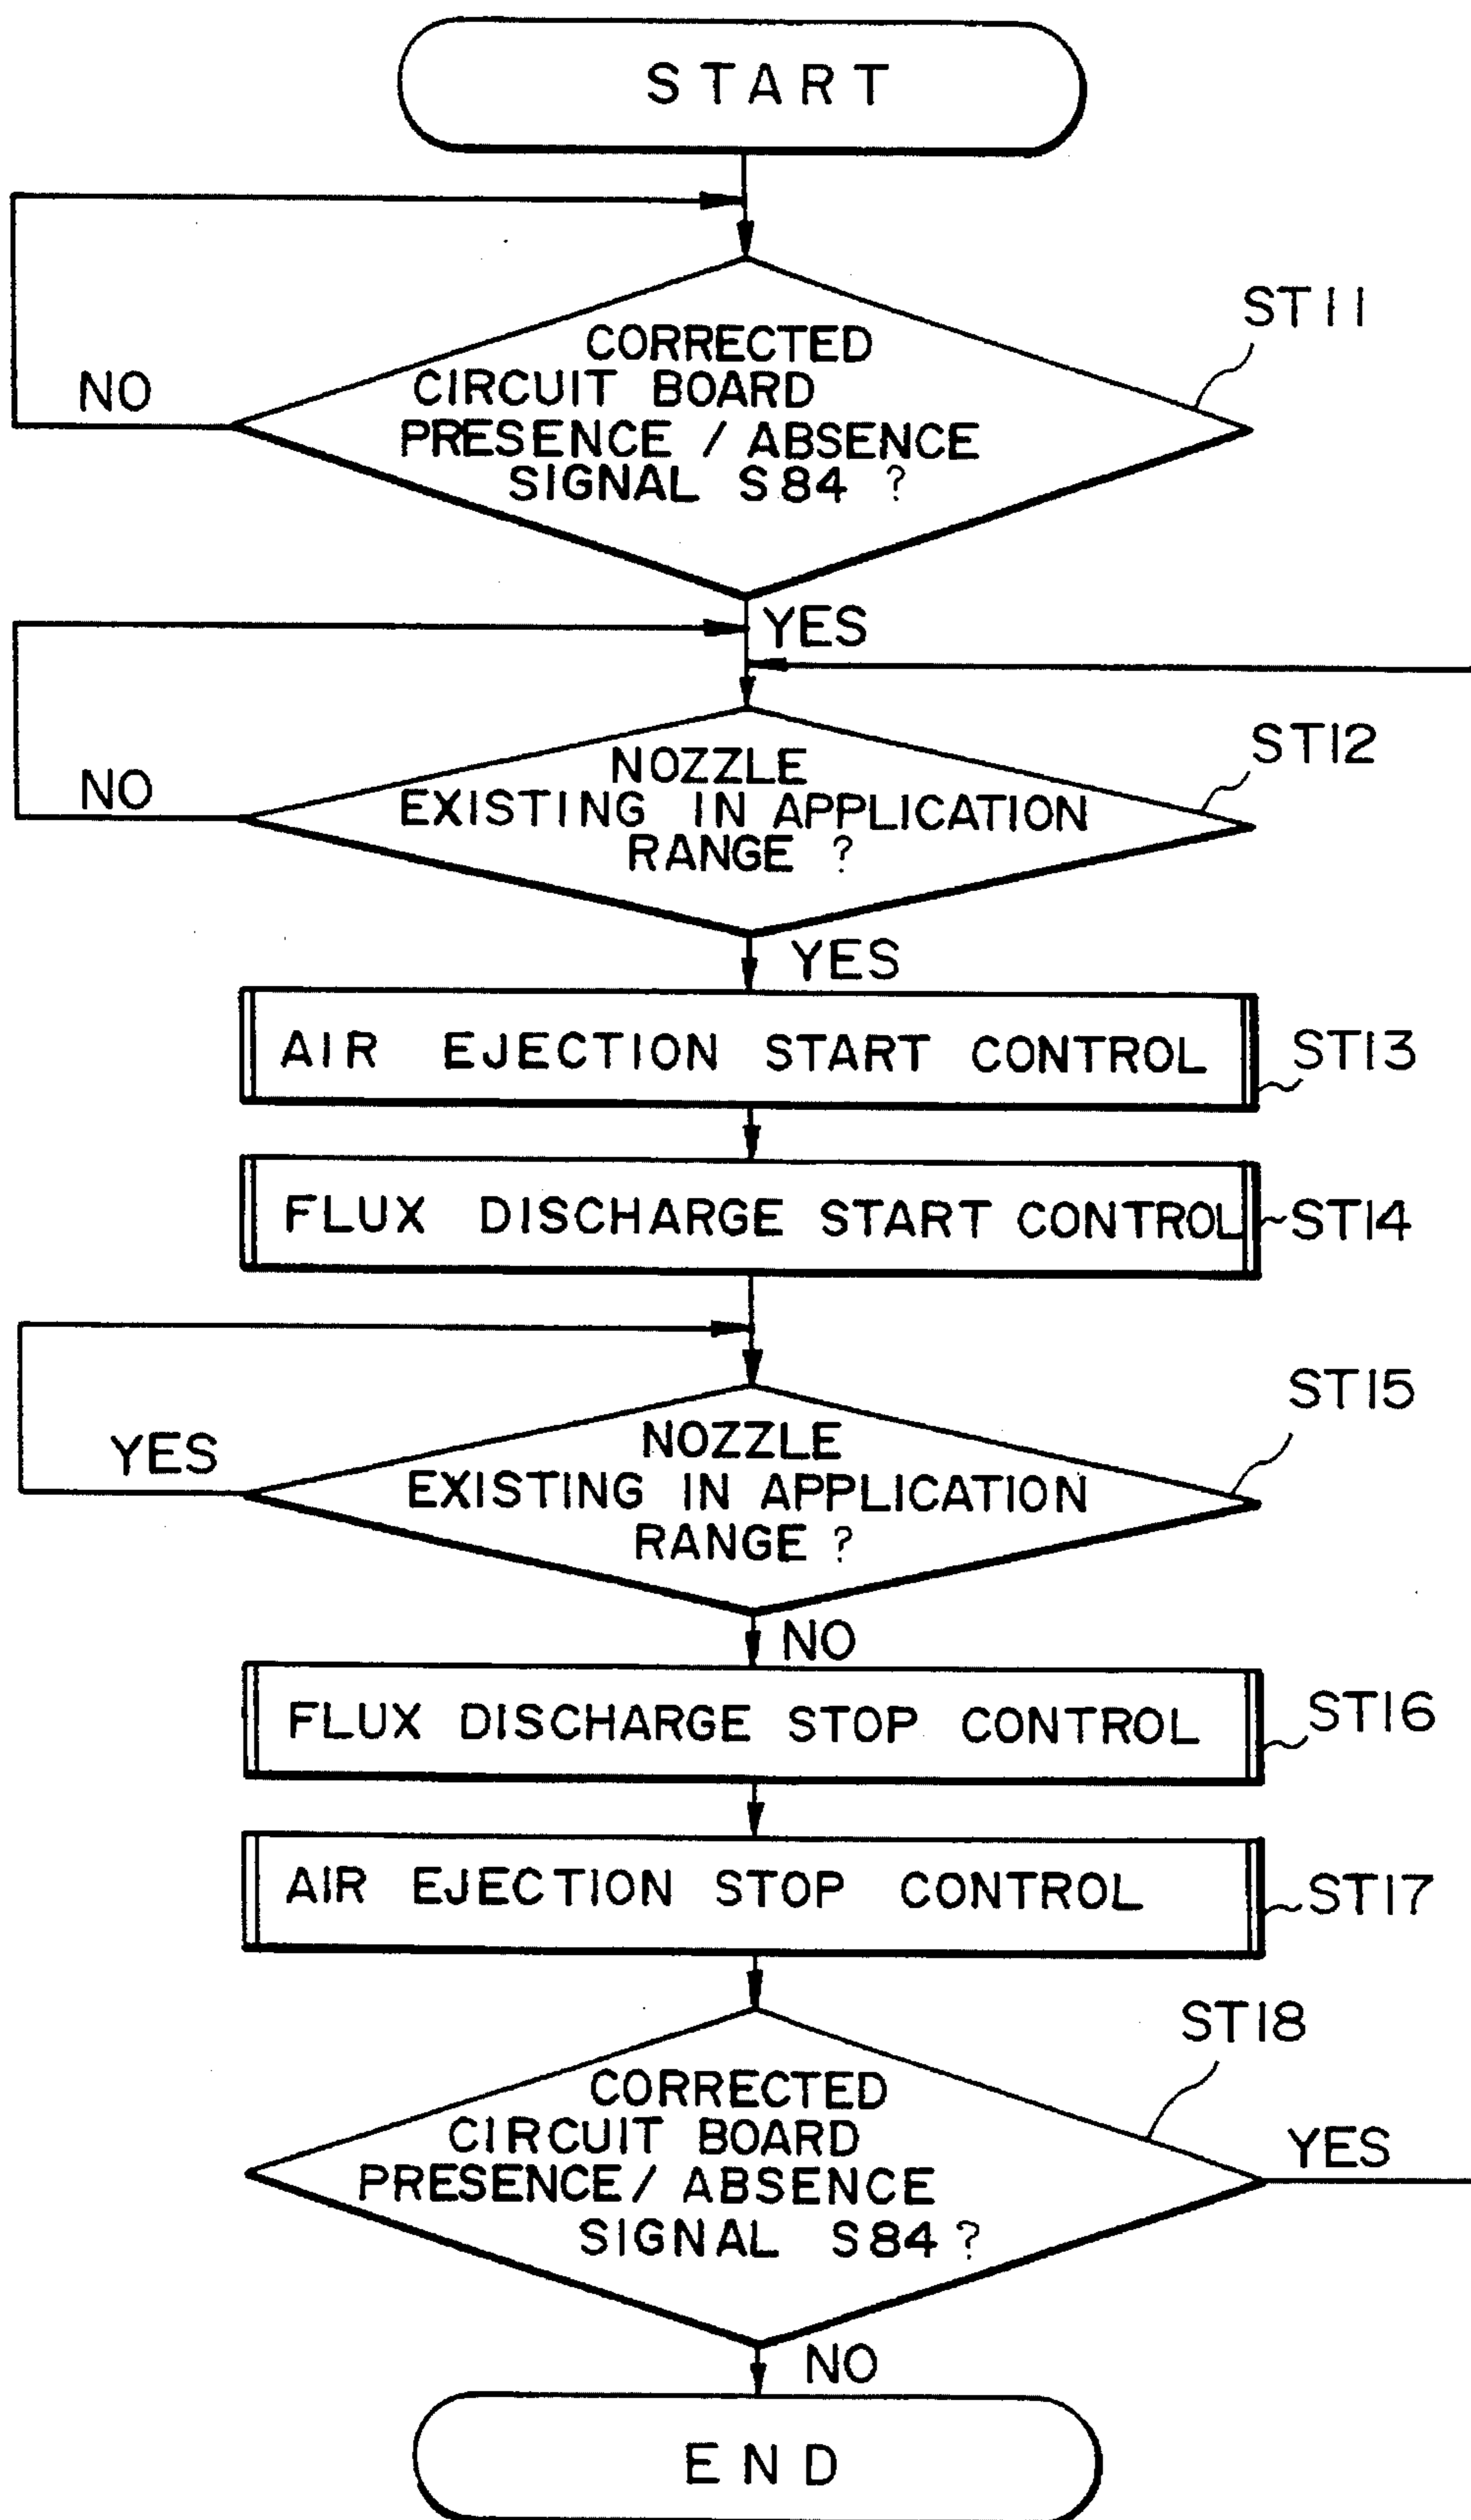 START
ST11
CORRECTED
CIRCUIT BOARD
PRESENCE / ABSENCE
SIGNAL S84 ?
NO
YES
ST12
NOZZLE
EXISTING IN APPLICATION
RANGE ?
NO
YES
AIR EJECTION START CONTROL
ST13
FLUX DISCHARGE START CONTROL
ST14
ST15
NOZZLE
EXISTING IN APPLICATION
RANGE ?
YES
NO
FLUX DISCHARGE STOP CONTROL
ST16
AIR EJECTION STOP CONTROL
ST17
ST18
CORRECTED
CIRCUIT BOARD
PRESENCE / ABSENCE
SIGNAL S84 ?
YES
NO
END